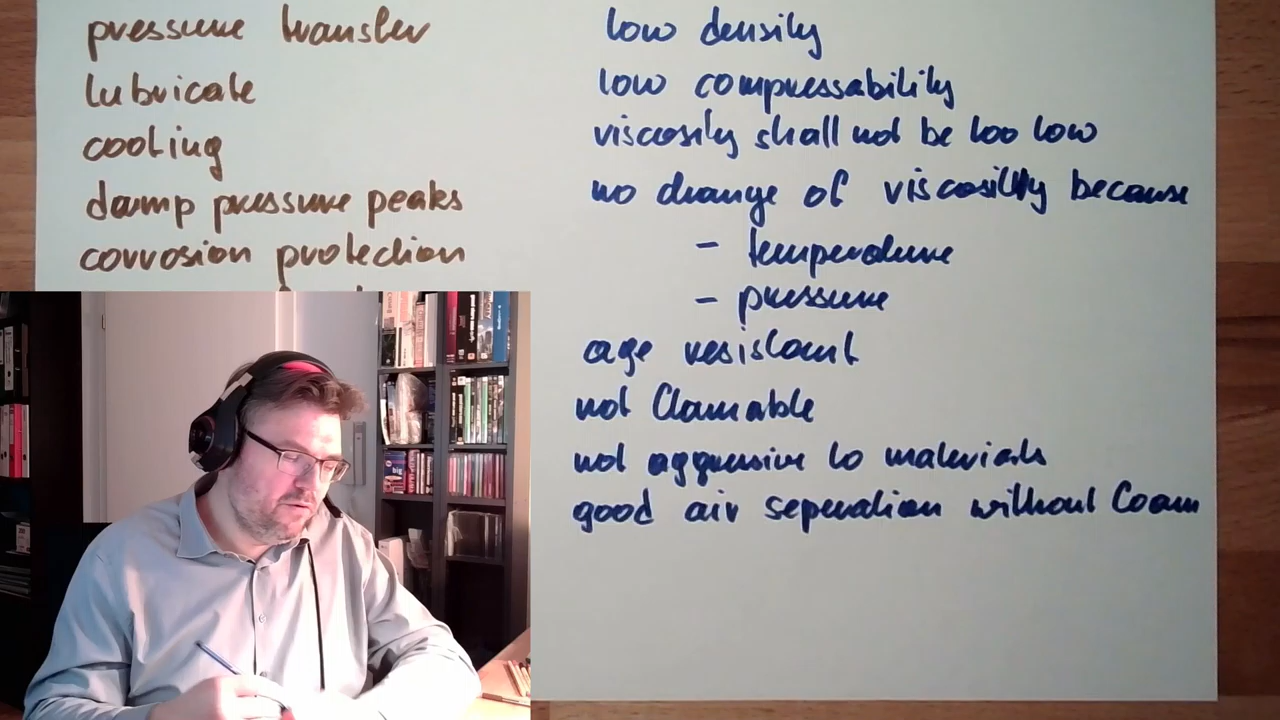 pressure transfer
lubricate
cooling
damp pressure peaks
corrosion protection
low density
low compressability
viscosity shall not be too low
no change of viscosity because
- temperature
- pressure
age resistant
not flamable
not aggressive to materials
good air seperation without foam
big